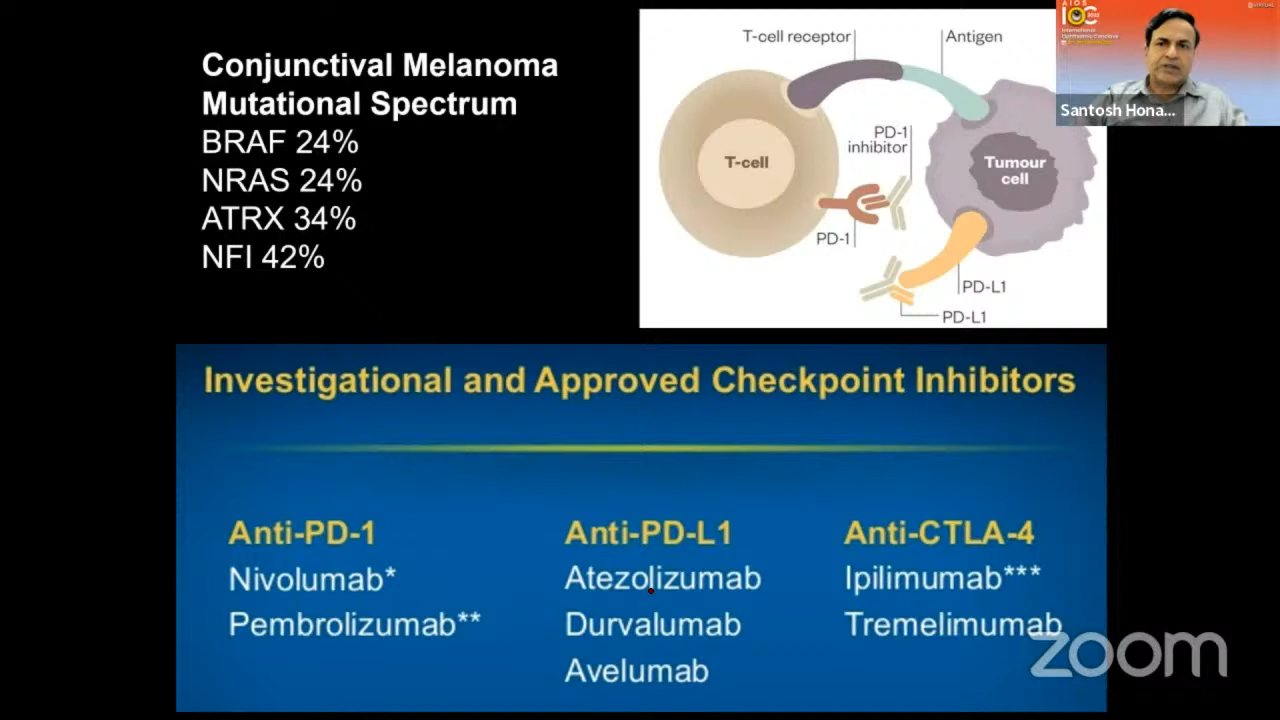 Conjunctival Melanoma
Mutational Spectrum
BRAF 24%
NRAS 24%
ATRX 34%
NFI 42%
T-cell receptor
Antigen
PD-1
inhibitor
T-cell
Tumour
cell
PD-1
PD-L1
PD-L1
AIOS
Santosh Hona...
Investigational and Approved Checkpoint Inhibitors
Anti-PD-1
Nivolumab*
Pembrolizumab**
Anti-PD-L1
Atezolizumab
Durvalumab
Avelumab
Anti-CTLA-4
Ipilimumab***
Tremelimumab
zoom